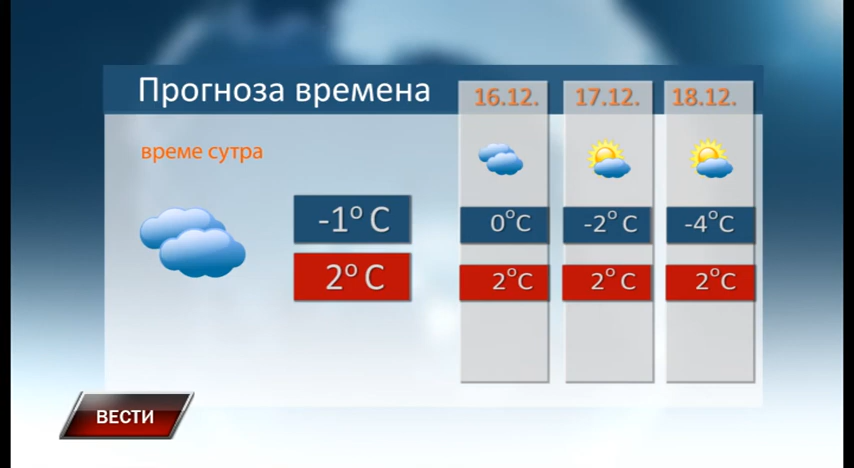 Прогноза времена
време сутра
-1°C
2°C
16.12. 17.12. 18.12.
0°C -2°C -4°C
2°C 2°C 2°C
ВЕСТИ